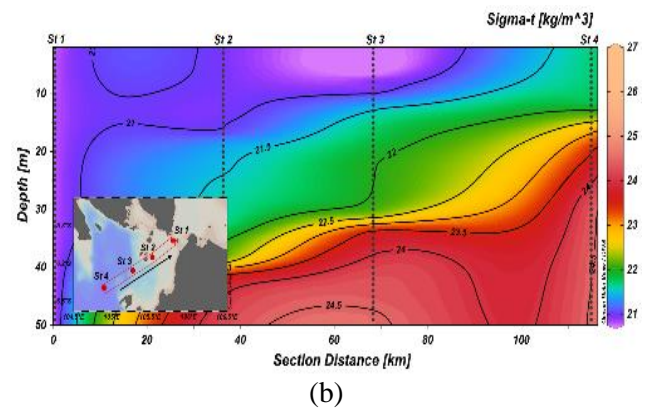 Sigma-t [kg/m^3]
St 1 St 2 St 3 St 4
27
26
25
24
23
22
21
10
20
30
40
50
Depth [m]
21
21
21.5
22
22.5
23.5
24
24.5
St 1
St 2
St 3
St 4
0 20 40 60 80 100
Section Distance [km]
(b)